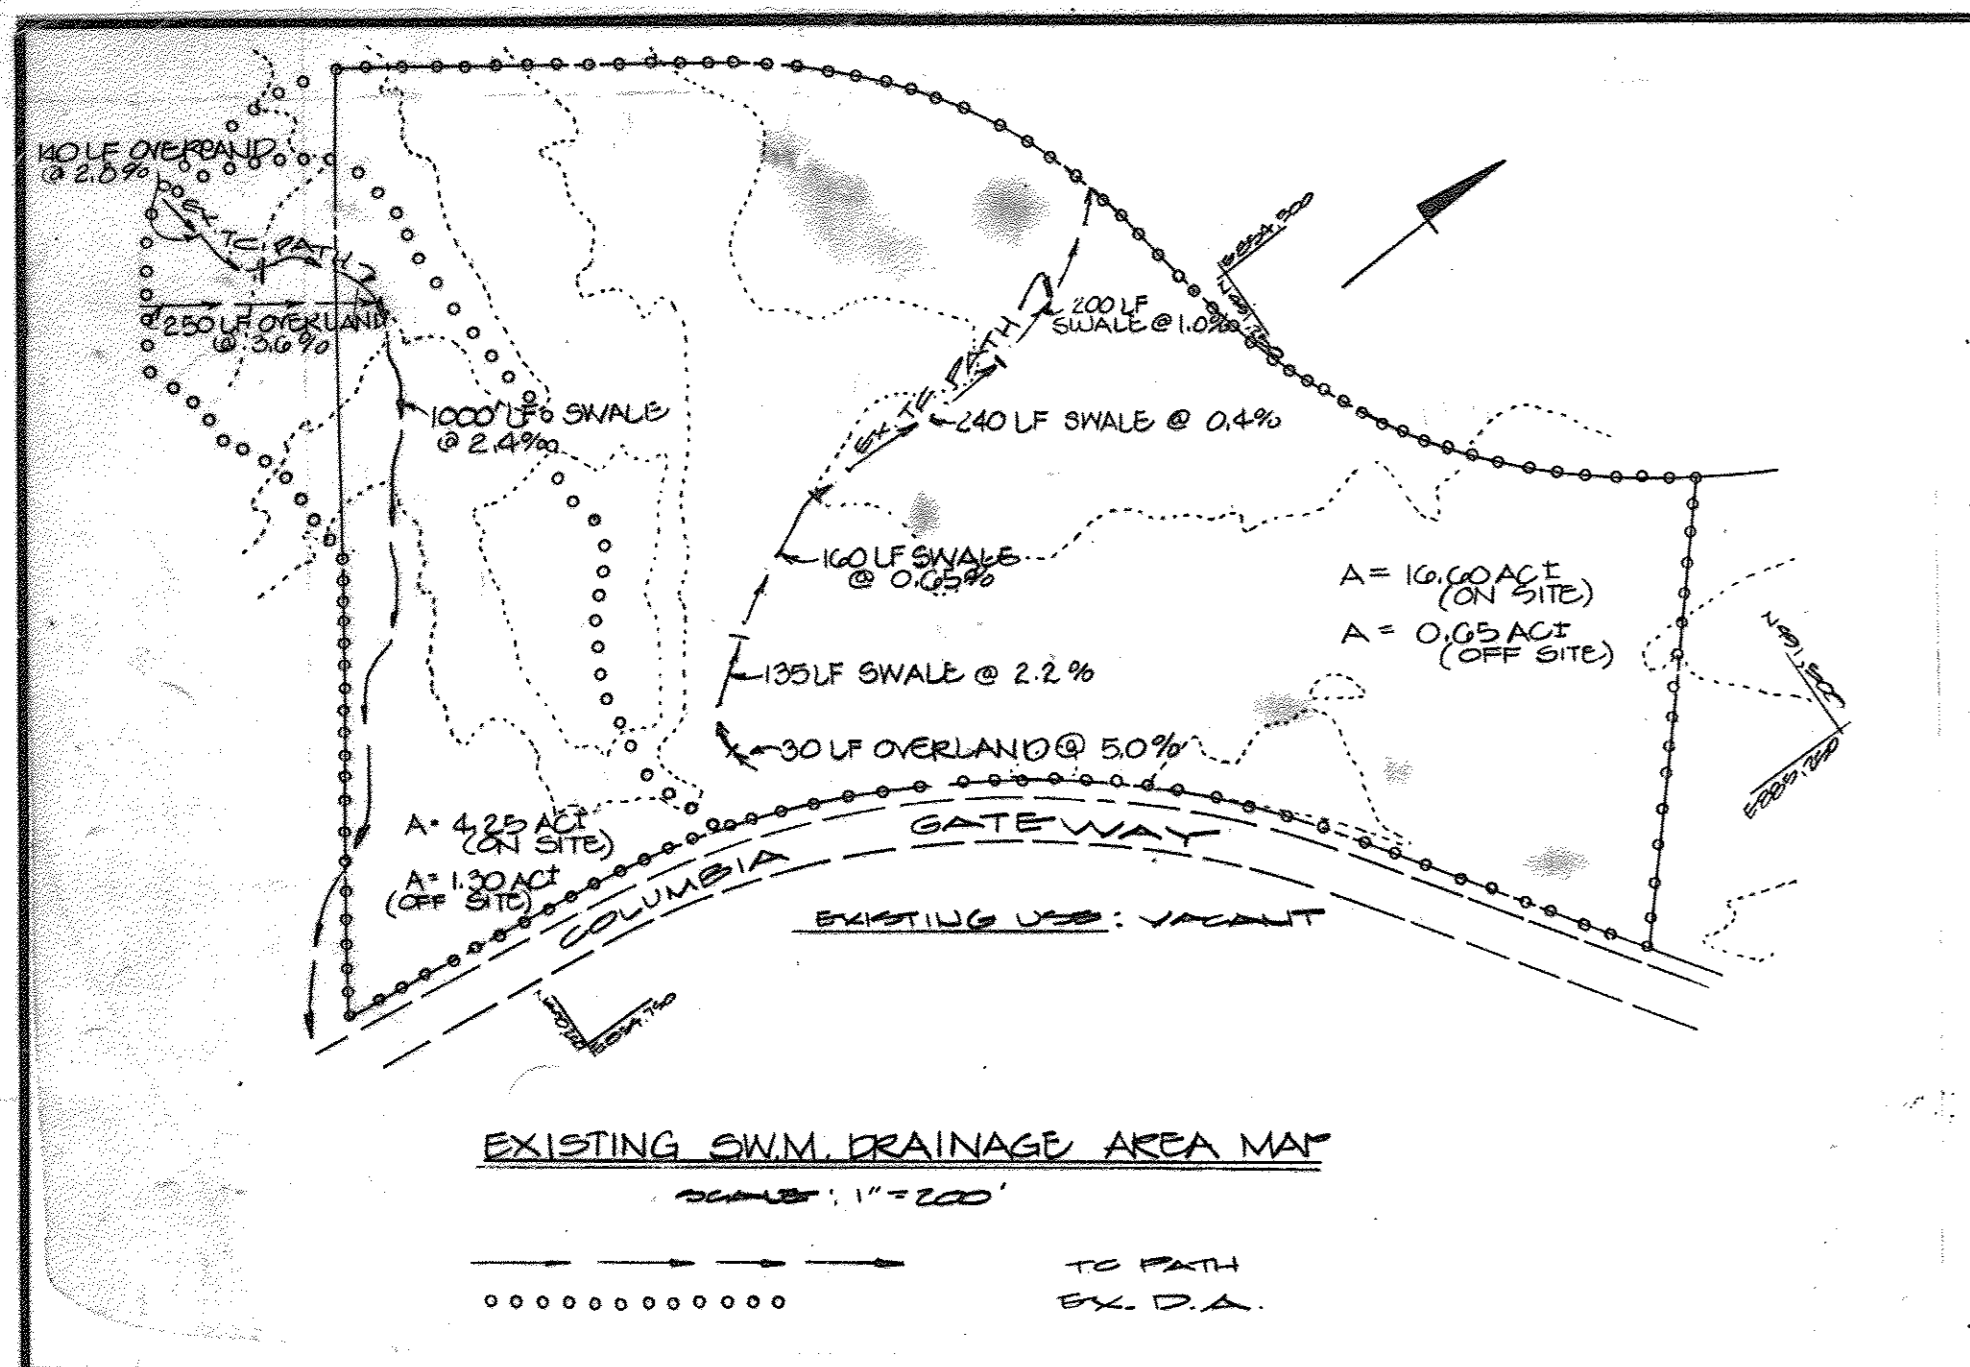 140 LF OVERLAND
@ 2.0%
EX. TC PATH
250 LF OVERLAND
@ 3.6%
1000 LF SWALE
@ 2.4%
200 LF
SWALE @ 1.0%
EX. TC PATH
240 LF SWALE @ 0.4%
160 LF SWALE
@ 0.65%
135 LF SWALE @ 2.2%
30 LF OVERLAND @ 5.0%
A = 16.60 AC±
(ON SITE)
A = 0.65 AC±
(OFF SITE)
A = 4.25 AC±
(ON SITE)
A = 1.30 AC±
(OFF SITE)
COLUMBIA GATEWAY
EXISTING USE: VACANT
N491,500
E885,250
EXISTING S.W.M. DRAINAGE AREA MAP
SCALE: 1"=200'
TC PATH
EX. D.A.